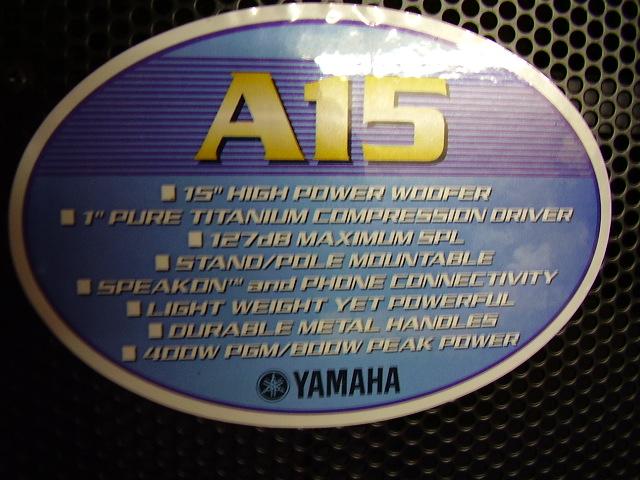 A15
15" HIGH POWER WOOFER
1" PURE TITANIUM COMPRESSION DRIVER
127dB MAXIMUM SPL
STAND/POLE MOUNTABLE
SPEAKON™ and PHONE CONNECTIVITY
LIGHT WEIGHT YET POWERFUL
DURABLE METAL HANDLES
400W PGM/800W PEAK POWER
YAMAHA